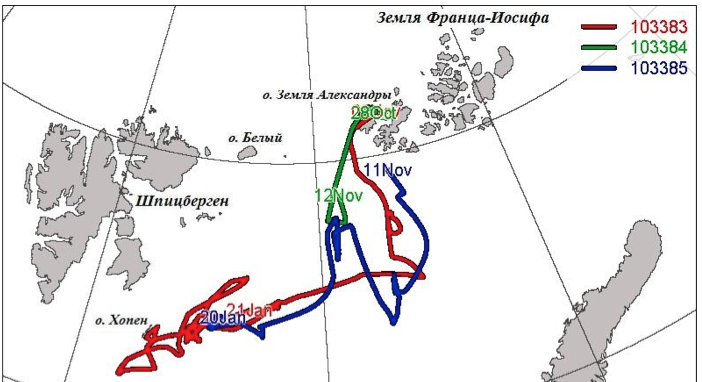 Земля Франца-Иосифа
103383
103384
103385
о. Земля Александры
28Oct
о. Белый
11Nov
12Nov
Шпицберген
21Jan
20Jan
о. Хопен